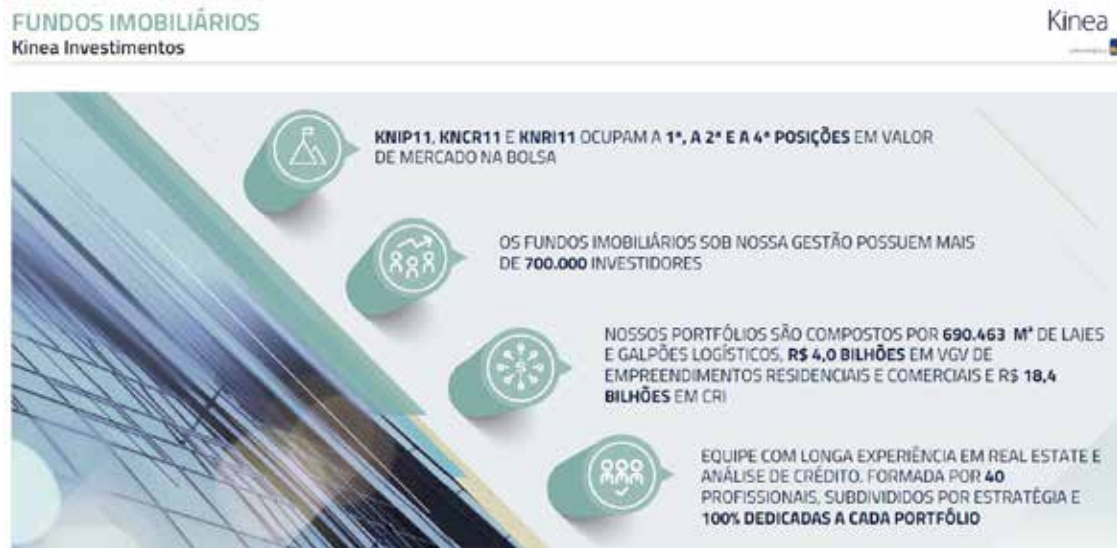 FUNDOS IMOBILIÁRIOS
Kinea Investimentos
Kinea
KNIP11, KNCR11 E KNRI11 OCUPAM A 1ª, A 2ª E A 4ª POSIÇÕES EM VALOR
DE MERCADO NA BOLSA
OS FUNDOS IMOBILIÁRIOS SOB NOSSA GESTÃO POSSUEM MAIS
DE 700.000 INVESTIDORES
NOSSOS PORTFÓLIOS SÃO COMPOSTOS POR 690.463 M² DE LAJES
E GALPÕES LOGÍSTICOS, R$ 4,0 BILHÕES EM VGV DE
EMPREENDIMENTOS RESIDENCIAIS E COMERCIAIS E R$ 18,4
BILHÕES EM CRI
EQUIPE COM LONGA EXPERIÊNCIA EM REAL ESTATE E
ANÁLISE DE CRÉDITO. FORMADA POR 40
PROFISSIONAIS, SUBDIVIDIDOS POR ESTRATÉGIA E
100% DEDICADAS A CADA PORTFÓLIO